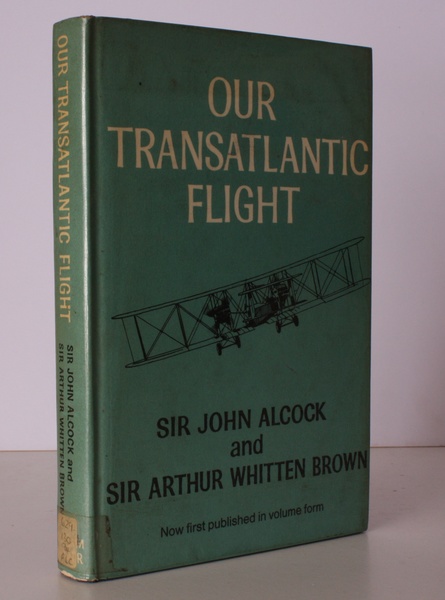 OUR
TRANSATLANTIC
FLIGHT
SIR JOHN ALCOCK
and
SIR ARTHUR WHITTEN BROWN
Now first published in volume form
OUR TRANSATLANTIC FLIGHT
SIR JOHN ALCOCK and
SIR ARTHUR WHITTEN BROWN